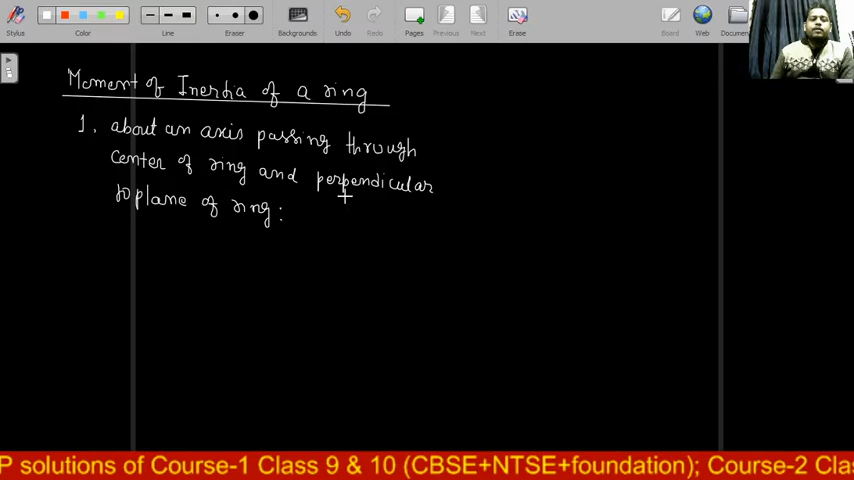 Stylus Color Line Eraser Backgrounds Undo Redo Pages Previous Next Erase Board Web
Moment of Inertia of a ring
1. about an axis passing through
center of ring and perpendicular
to plane of ring:
P solutions of Course-1 Class 9 & 10 (CBSE+NTSE+foundation); Course-2